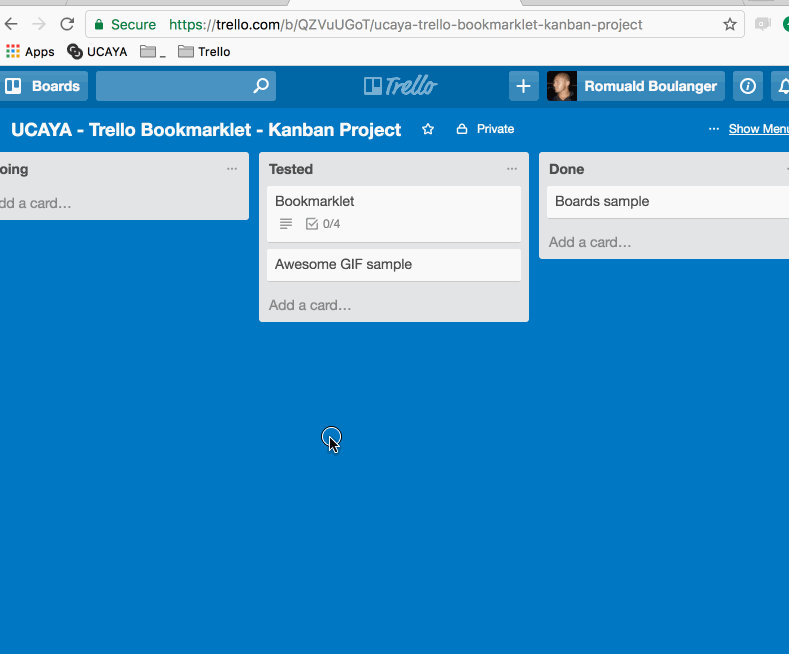 Secure https://trello.com/b/QZVuUGoT/ucaya-trello-bookmarklet-kanban-project
Apps UCAYA _ Trello
Boards Trello + Romuald Boulanger
UCAYA - Trello Bookmarklet - Kanban Project Private ··· Show Menu
oing ···
dd a card…
Tested ···
Bookmarklet
0/4
Awesome GIF sample
Add a card…
Done
Boards sample
Add a card…